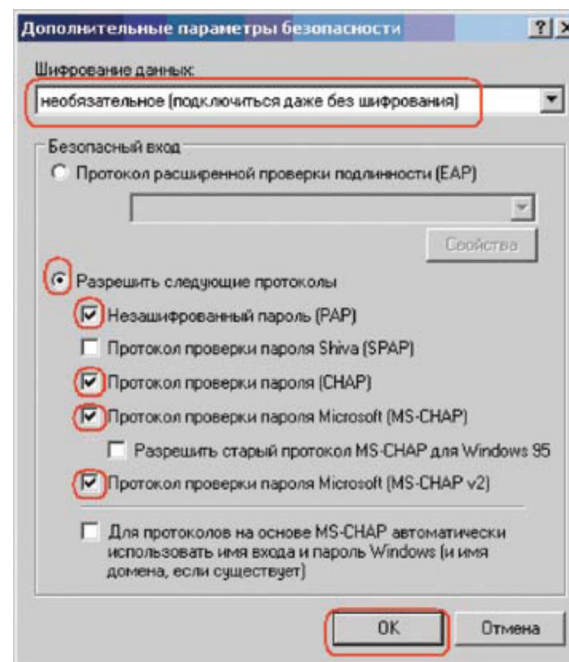 Дополнительные параметры безопасности
Шифрование данных:
необязательное (подключиться даже без шифрования)
Безопасный вход
Протокол расширенной проверки подлинности (EAP)
Свойства
Разрешить следующие протоколы
Незашифрованный пароль (PAP)
Протокол проверки пароля Shiva (SPAP)
Протокол проверки пароля (CHAP)
Протокол проверки пароля Microsoft (MS-CHAP)
Разрешить старый протокол MS-CHAP для Windows 95
Протокол проверки пароля Microsoft (MS-CHAP v2)
Для протоколов на основе MS-CHAP автоматически
использовать имя входа и пароль Windows (и имя
домена, если существует)
OK Отмена